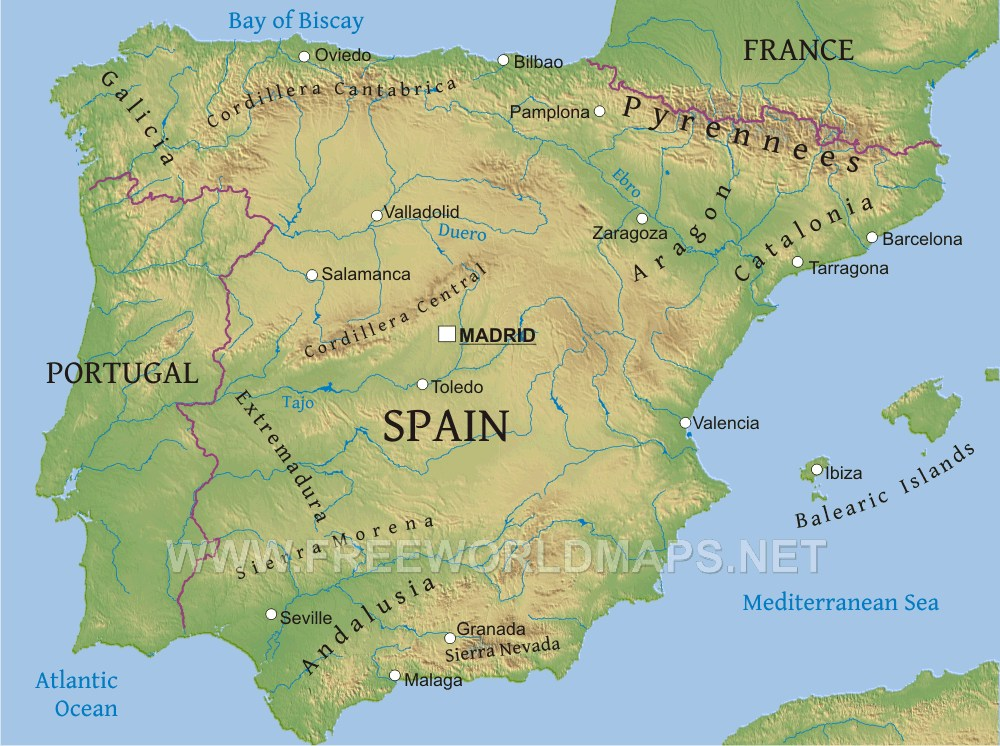 Bay of Biscay
FRANCE
Oviedo
Bilbao
Galicia
Cordillera Cantabrica
Pamplona
Pyrennees
Ebro
Valladolid
Duero
Zaragoza
Aragon
Catalonia
Barcelona
Tarragona
Salamanca
Cordillera Central
MADRID
PORTUGAL
Toledo
Tajo
SPAIN
Extremadura
Valencia
Ibiza
Balearic Islands
Sierra Morena
WWW.FREEWORLDMAPS.NET
Mediterranean Sea
Seville
Andalusia
Granada
Sierra Nevada
Malaga
Atlantic
Ocean